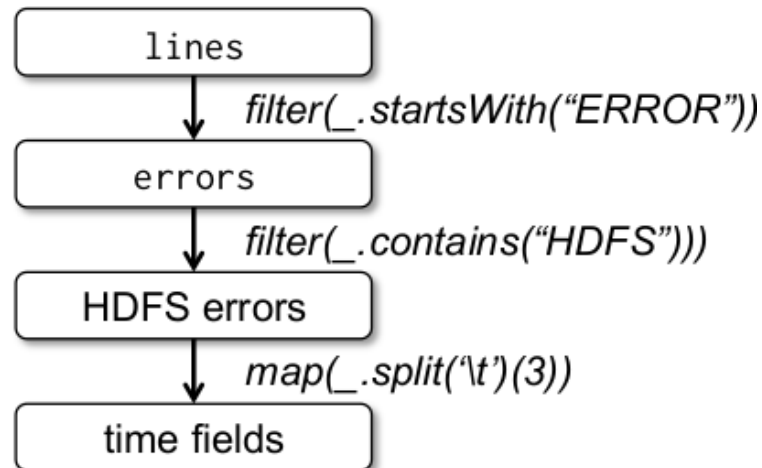 lines
filter(_.startsWith(“ERROR”))
errors
filter(_.contains(“HDFS”)))
HDFS errors
map(_.split(‘\t’)(3))
time fields